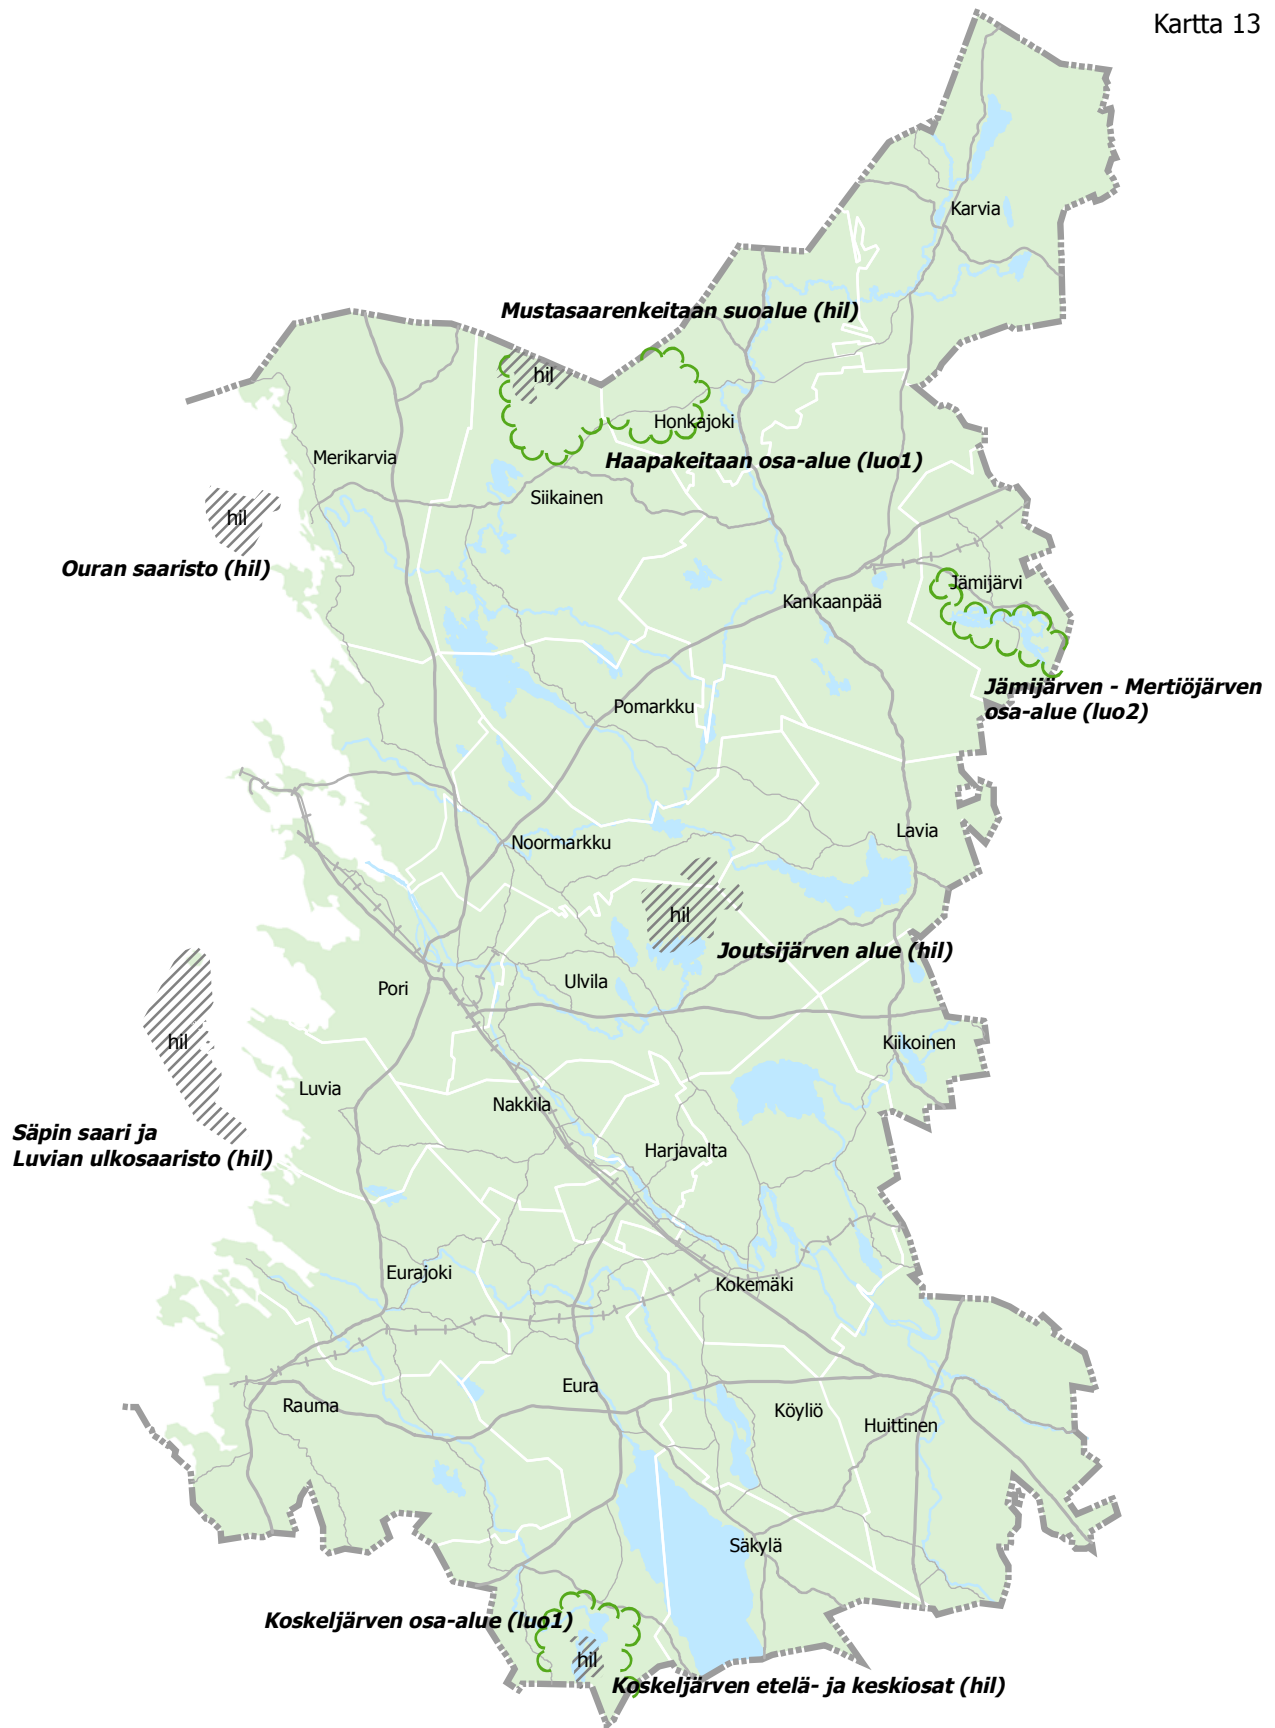 Kartta 13
Karvia
Mustasaarenkeitaan suoalue (hil)
hil
Honkajoki
Merikarvia
Haapakeitaan osa-alue (luo1)
Siikainen
hil
Ouran saaristo (hil)
Jämijärvi
Kankaanpää
Jämijärven - Mertiöjärven
osa-alue (luo2)
Pomarkku
Lavia
Noormarkku
hil
Joutsijärven alue (hil)
Ulvila
Pori
hil
Kiikoinen
Luvia
Nakkila
Säpin saari ja
Luvian ulkosaaristo (hil)
Harjavalta
Eurajoki
Kokemäki
Eura
Rauma
Köyliö
Huittinen
Säkylä
Koskeljärven osa-alue (luo1)
hil
Koskeljärven etelä- ja keskiosat (hil)